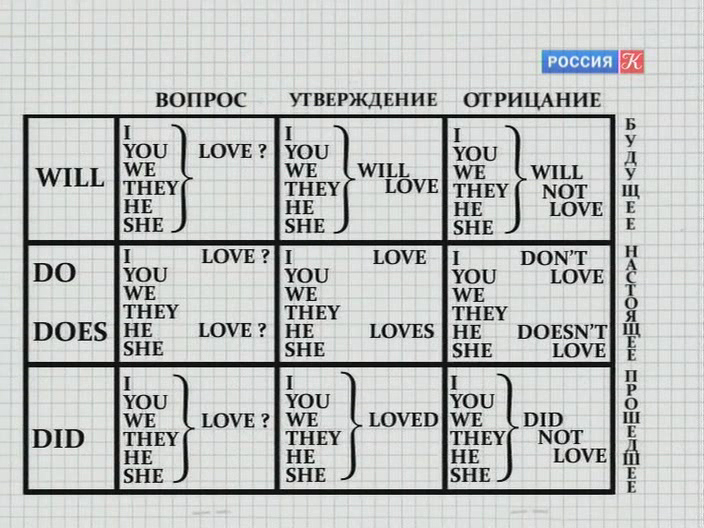 РОССИЯ К
ВОПРОС УТВЕРЖДЕНИЕ ОТРИЦАНИЕ
WILL
I
YOU
WE
THEY
HE
SHE
LOVE ?
I
YOU
WE
THEY
HE
SHE
WILL
LOVE
I
YOU
WE
THEY
HE
SHE
WILL
NOT
LOVE
БУДУЩЕЕ
DO
DOES
I
YOU
WE
THEY
HE
SHE
LOVE ?
LOVE ?
I
YOU
WE
THEY
HE
SHE
LOVE
LOVES
I
YOU
WE
THEY
HE
SHE
DON'T
LOVE
DOESN'T
LOVE
НАСТОЯЩЕЕ
DID
I
YOU
WE
THEY
HE
SHE
LOVE ?
I
YOU
WE
THEY
HE
SHE
LOVED
I
YOU
WE
THEY
HE
SHE
DID
NOT
LOVE
ПРОШЕДШЕЕ